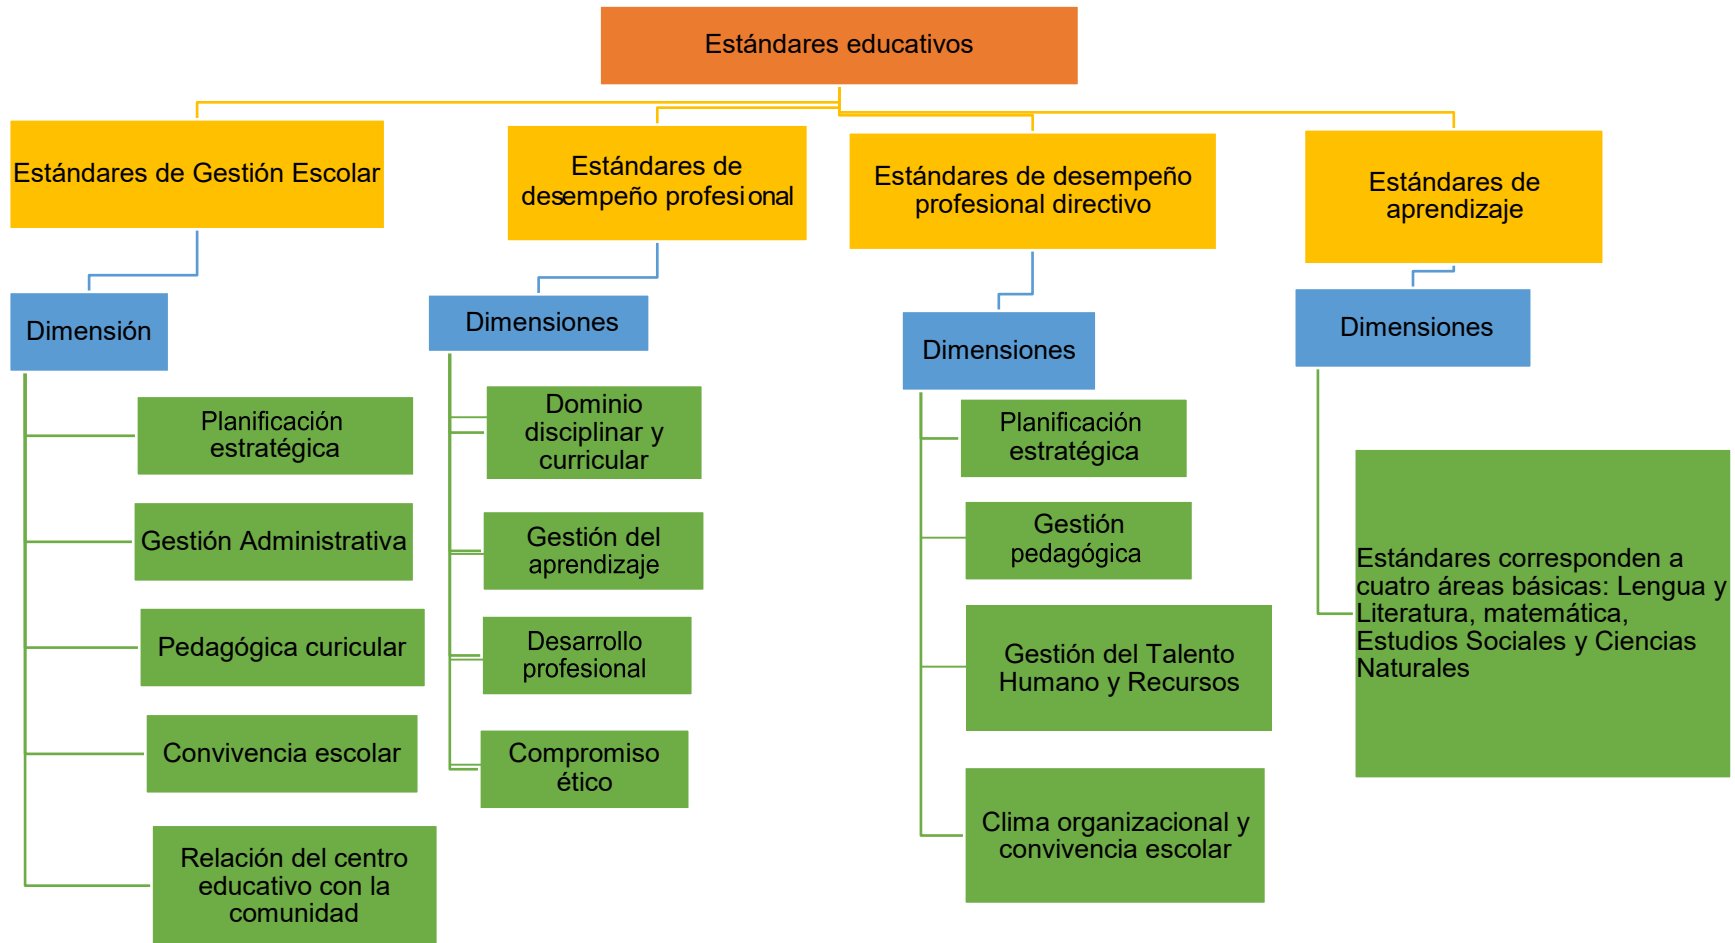 Estándares educativos
Estándares de Gestión Escolar
Estándares de
desempeño profesional
Estándares de desempeño
profesional directivo
Estándares de
aprendizaje
Dimensión
Dimensiones
Dimensiones
Dimensiones
Planificación
estratégica
Gestión Administrativa
Pedagógica curicular
Convivencia escolar
Relación del centro
educativo con la
comunidad
Dominio
disciplinar y
curricular
Gestión del
aprendizaje
Desarrollo
profesional
Compromiso
ético
Planificación
estratégica
Gestión
pedagógica
Gestión del Talento
Humano y Recursos
Clima organizacional y
convivencia escolar
Estándares corresponden a
cuatro áreas básicas: Lengua y
Literatura, matemática,
Estudios Sociales y Ciencias
Naturales